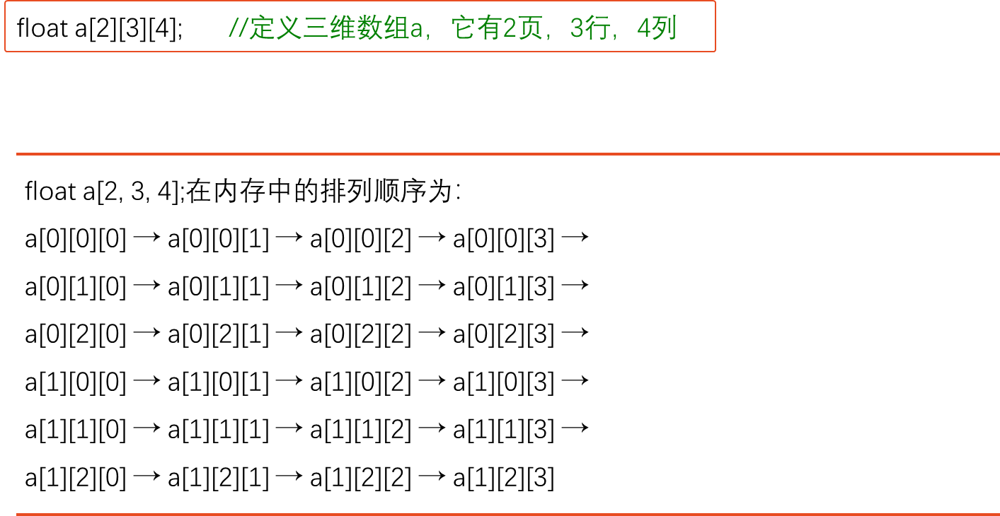 float a[2][3][4];      //定义三维数组a，它有2页，3行，4列
float a[2, 3, 4];在内存中的排列顺序为：
a[0][0][0] → a[0][0][1] → a[0][0][2] → a[0][0][3] →
a[0][1][0] → a[0][1][1] → a[0][1][2] → a[0][1][3] →
a[0][2][0] → a[0][2][1] → a[0][2][2] → a[0][2][3] →
a[1][0][0] → a[1][0][1] → a[1][0][2] → a[1][0][3] →
a[1][1][0] → a[1][1][1] → a[1][1][2] → a[1][1][3] →
a[1][2][0] → a[1][2][1] → a[1][2][2] → a[1][2][3]